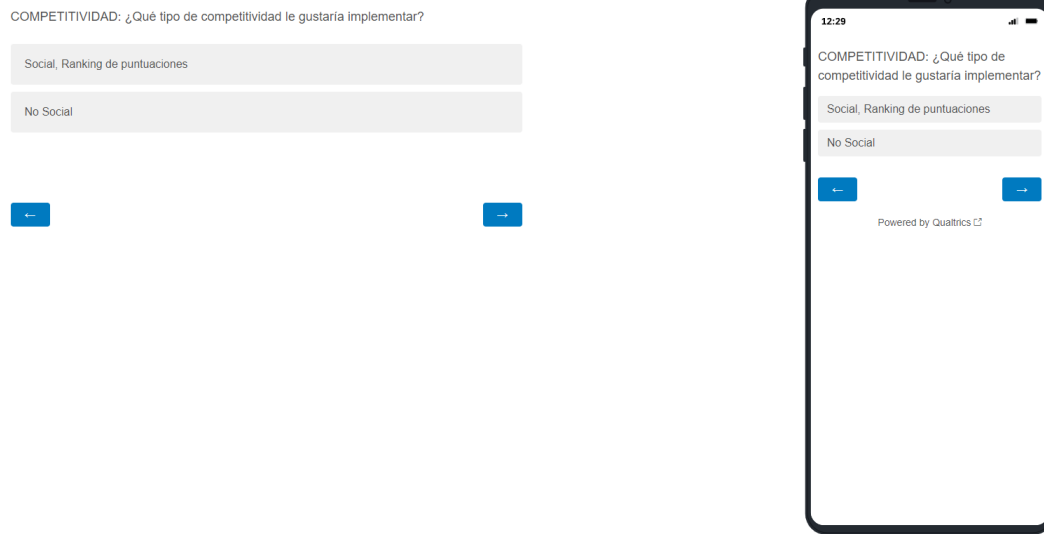 COMPETITIVIDAD: ¿Qué tipo de competitividad le gustaría implementar?
Social, Ranking de puntuaciones
No Social
←
→
12:29
COMPETITIVIDAD: ¿Qué tipo de
competitividad le gustaría implementar?
Social, Ranking de puntuaciones
No Social
←
→
Powered by Qualtrics